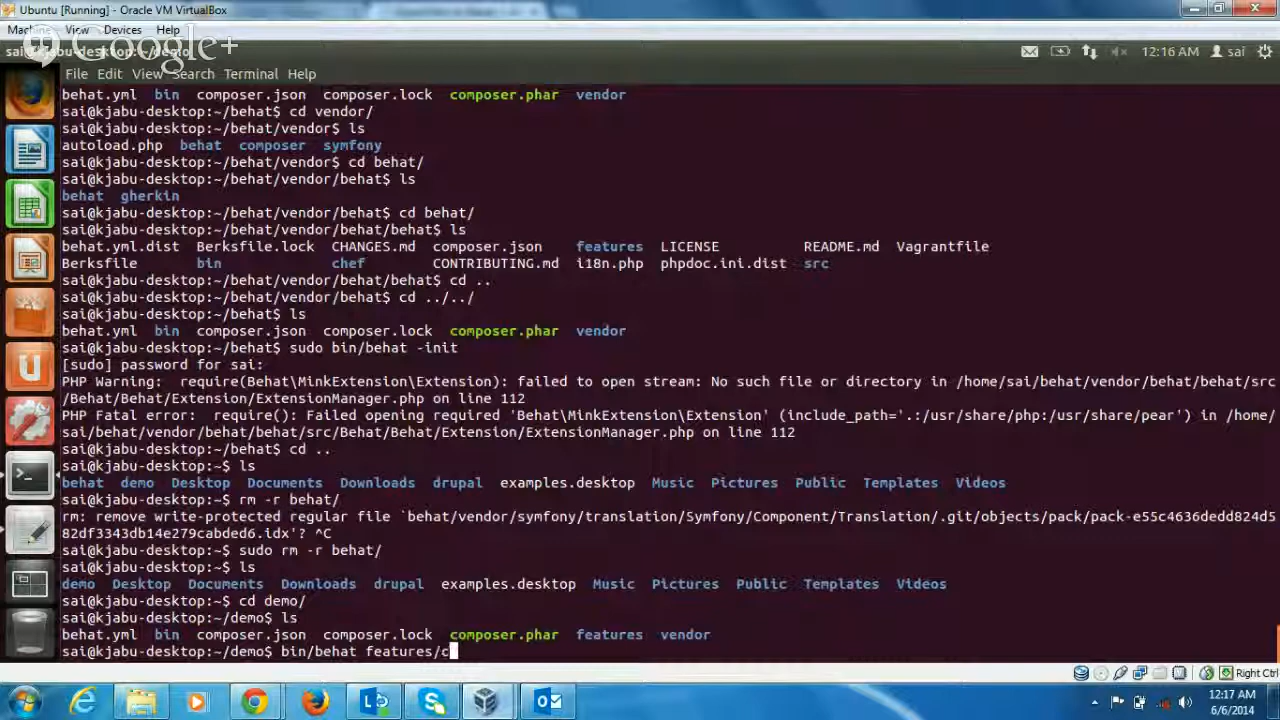 Ubuntu [Running] - Oracle VM VirtualBox
Machine View Devices Help
Google+
12:16 AM sai
File Edit View Search Terminal Help
behat.yml bin composer.json composer.lock composer.phar vendor
sai@kjabu-desktop:~/behat$ cd vendor/
sai@kjabu-desktop:~/behat/vendor$ ls
autoload.php behat composer symfony
sai@kjabu-desktop:~/behat/vendor$ cd behat/
sai@kjabu-desktop:~/behat/vendor/behat$ ls
behat gherkin
sai@kjabu-desktop:~/behat/vendor/behat$ cd behat/
sai@kjabu-desktop:~/behat/vendor/behat/behat$ ls
behat.yml.dist Berksfile.lock CHANGES.md composer.json features LICENSE README.md Vagrantfile
Berksfile bin chef CONTRIBUTING.md i18n.php phpdoc.ini.dist src
sai@kjabu-desktop:~/behat/vendor/behat/behat$ cd ..
sai@kjabu-desktop:~/behat/vendor/behat$ cd ../../
sai@kjabu-desktop:~/behat$ ls
behat.yml bin composer.json composer.lock composer.phar vendor
sai@kjabu-desktop:~/behat$ sudo bin/behat -init
[sudo] password for sai:
PHP Warning: require(Behat\MinkExtension\Extension): failed to open stream: No such file or directory in /home/sai/behat/vendor/behat/behat/src
/Behat/Behat/Extension/ExtensionManager.php on line 112
PHP Fatal error: require(): Failed opening required 'Behat\MinkExtension\Extension' (include_path='.:/usr/share/php:/usr/share/pear') in /home/
sai/behat/vendor/behat/behat/src/Behat/Behat/Extension/ExtensionManager.php on line 112
sai@kjabu-desktop:~/behat$ cd ..
sai@kjabu-desktop:~$ ls
behat demo Desktop Documents Downloads drupal examples.desktop Music Pictures Public Templates Videos
sai@kjabu-desktop:~$ rm -r behat/
rm: remove write-protected regular file `behat/vendor/symfony/translation/Symfony/Component/Translation/.git/objects/pack/pack-e55c4636dedd824d5
82df3343db14e279cabded6.idx'? ^C
sai@kjabu-desktop:~$ sudo rm -r behat/
sai@kjabu-desktop:~$ ls
demo Desktop Documents Downloads drupal examples.desktop Music Pictures Public Templates Videos
sai@kjabu-desktop:~$ cd demo/
sai@kjabu-desktop:~/demo$ ls
behat.yml bin composer.json composer.lock composer.phar features vendor
sai@kjabu-desktop:~/demo$ bin/behat features/c
Right Ctrl
12:17 AM
6/6/2014